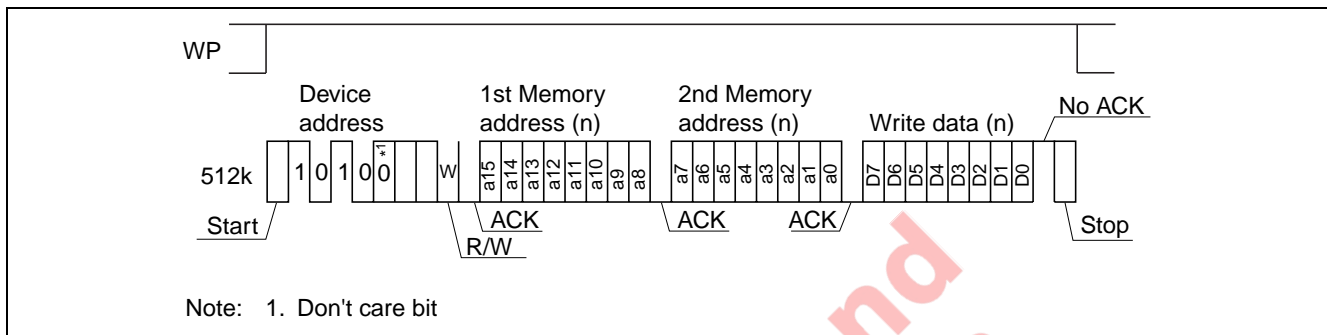 WP
Device address
1st Memory address (n)
2nd Memory address (n)
Write data (n)
No ACK
512k
1 0 1 0 0 *1 W a15 a14 a13 a12 a11 a10 a9 a8 a7 a6 a5 a4 a3 a2 a1 a0 D7 D6 D5 D4 D3 D2 D1 D0
Start
R/W
ACK
ACK
ACK
Stop
Note: 1. Don't care bit
nd